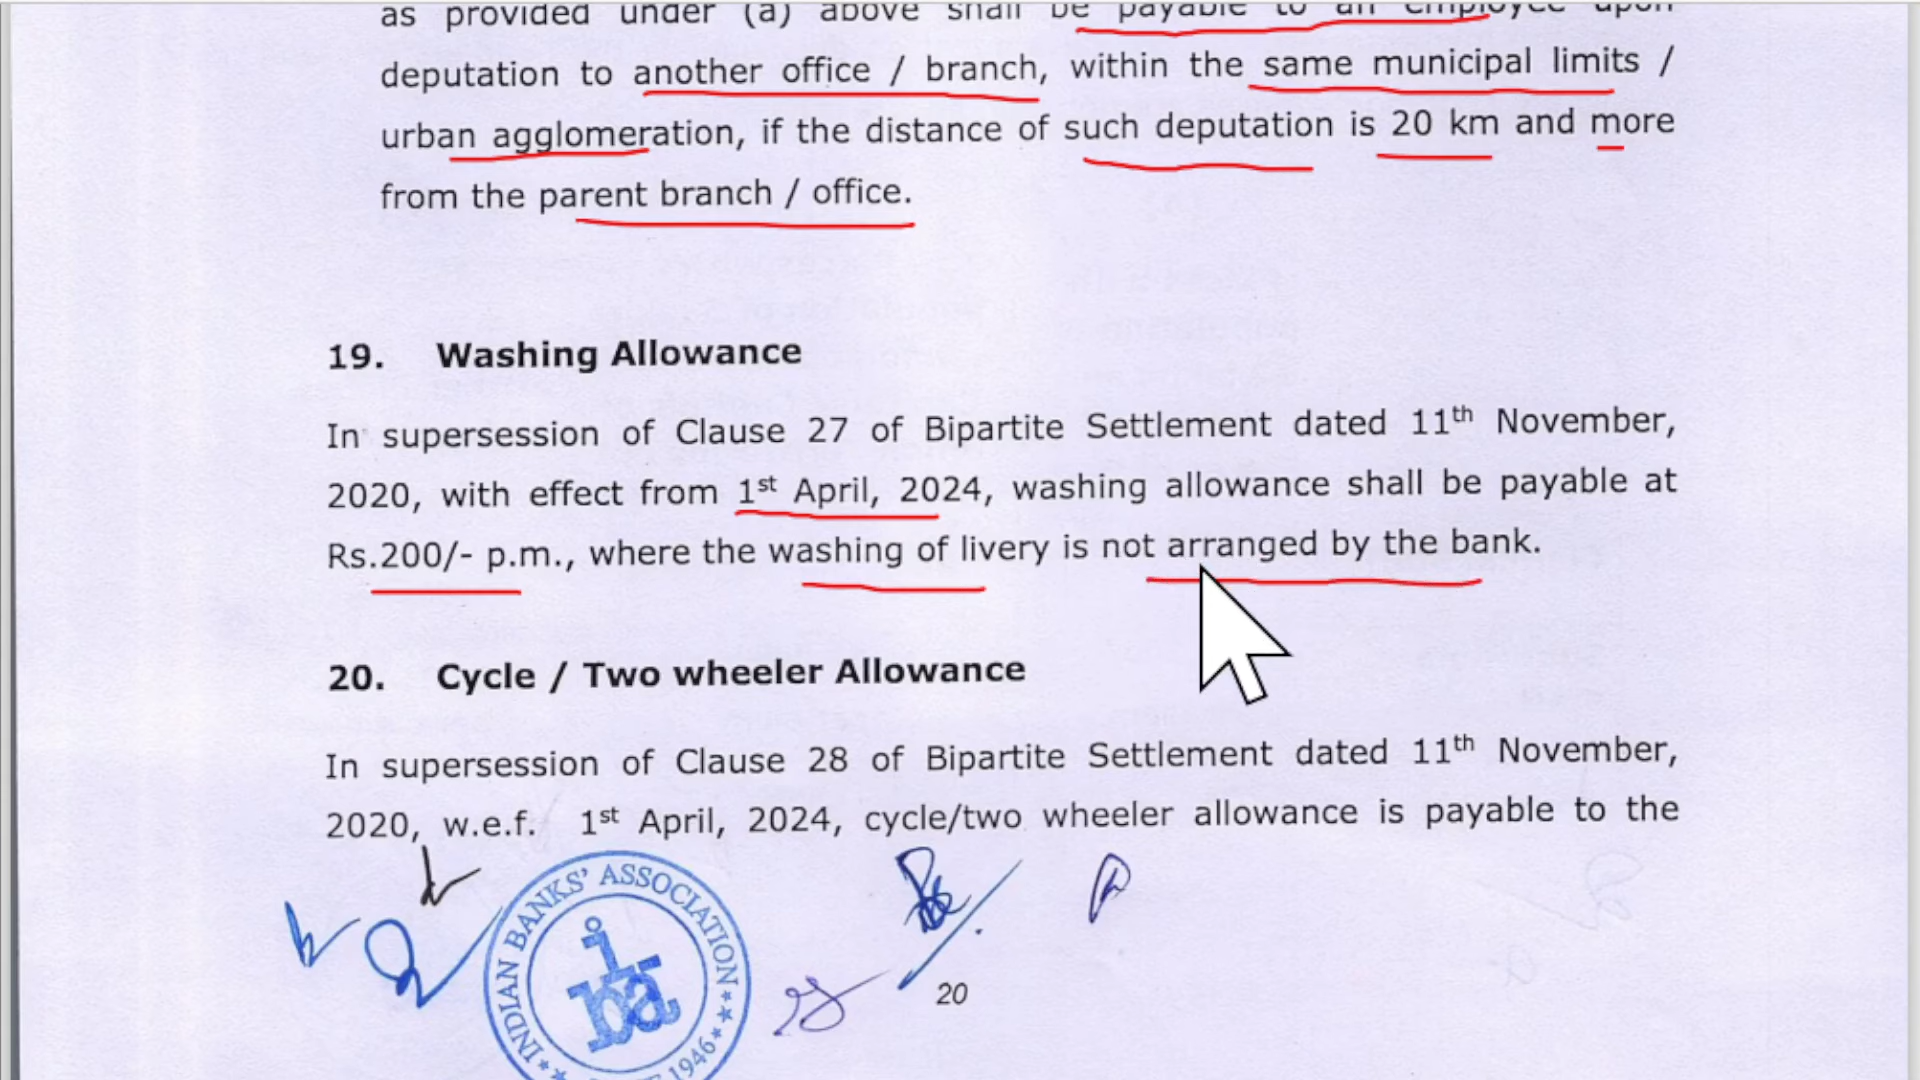 as provided under (a) above shall be payable to an employee upon
deputation to another office / branch, within the same municipal limits /
urban agglomeration, if the distance of such deputation is 20 km and more
from the parent branch / office.
19. Washing Allowance
In supersession of Clause 27 of Bipartite Settlement dated 11th November,
2020, with effect from 1st April, 2024, washing allowance shall be payable at
Rs.200/- p.m., where the washing of livery is not arranged by the bank.
20. Cycle / Two wheeler Allowance
In supersession of Clause 28 of Bipartite Settlement dated 11th November,
2020, w.e.f. 1st April, 2024, cycle/two wheeler allowance is payable to the
INDIAN BANKS' ASSOCIATION
iba
1946
20